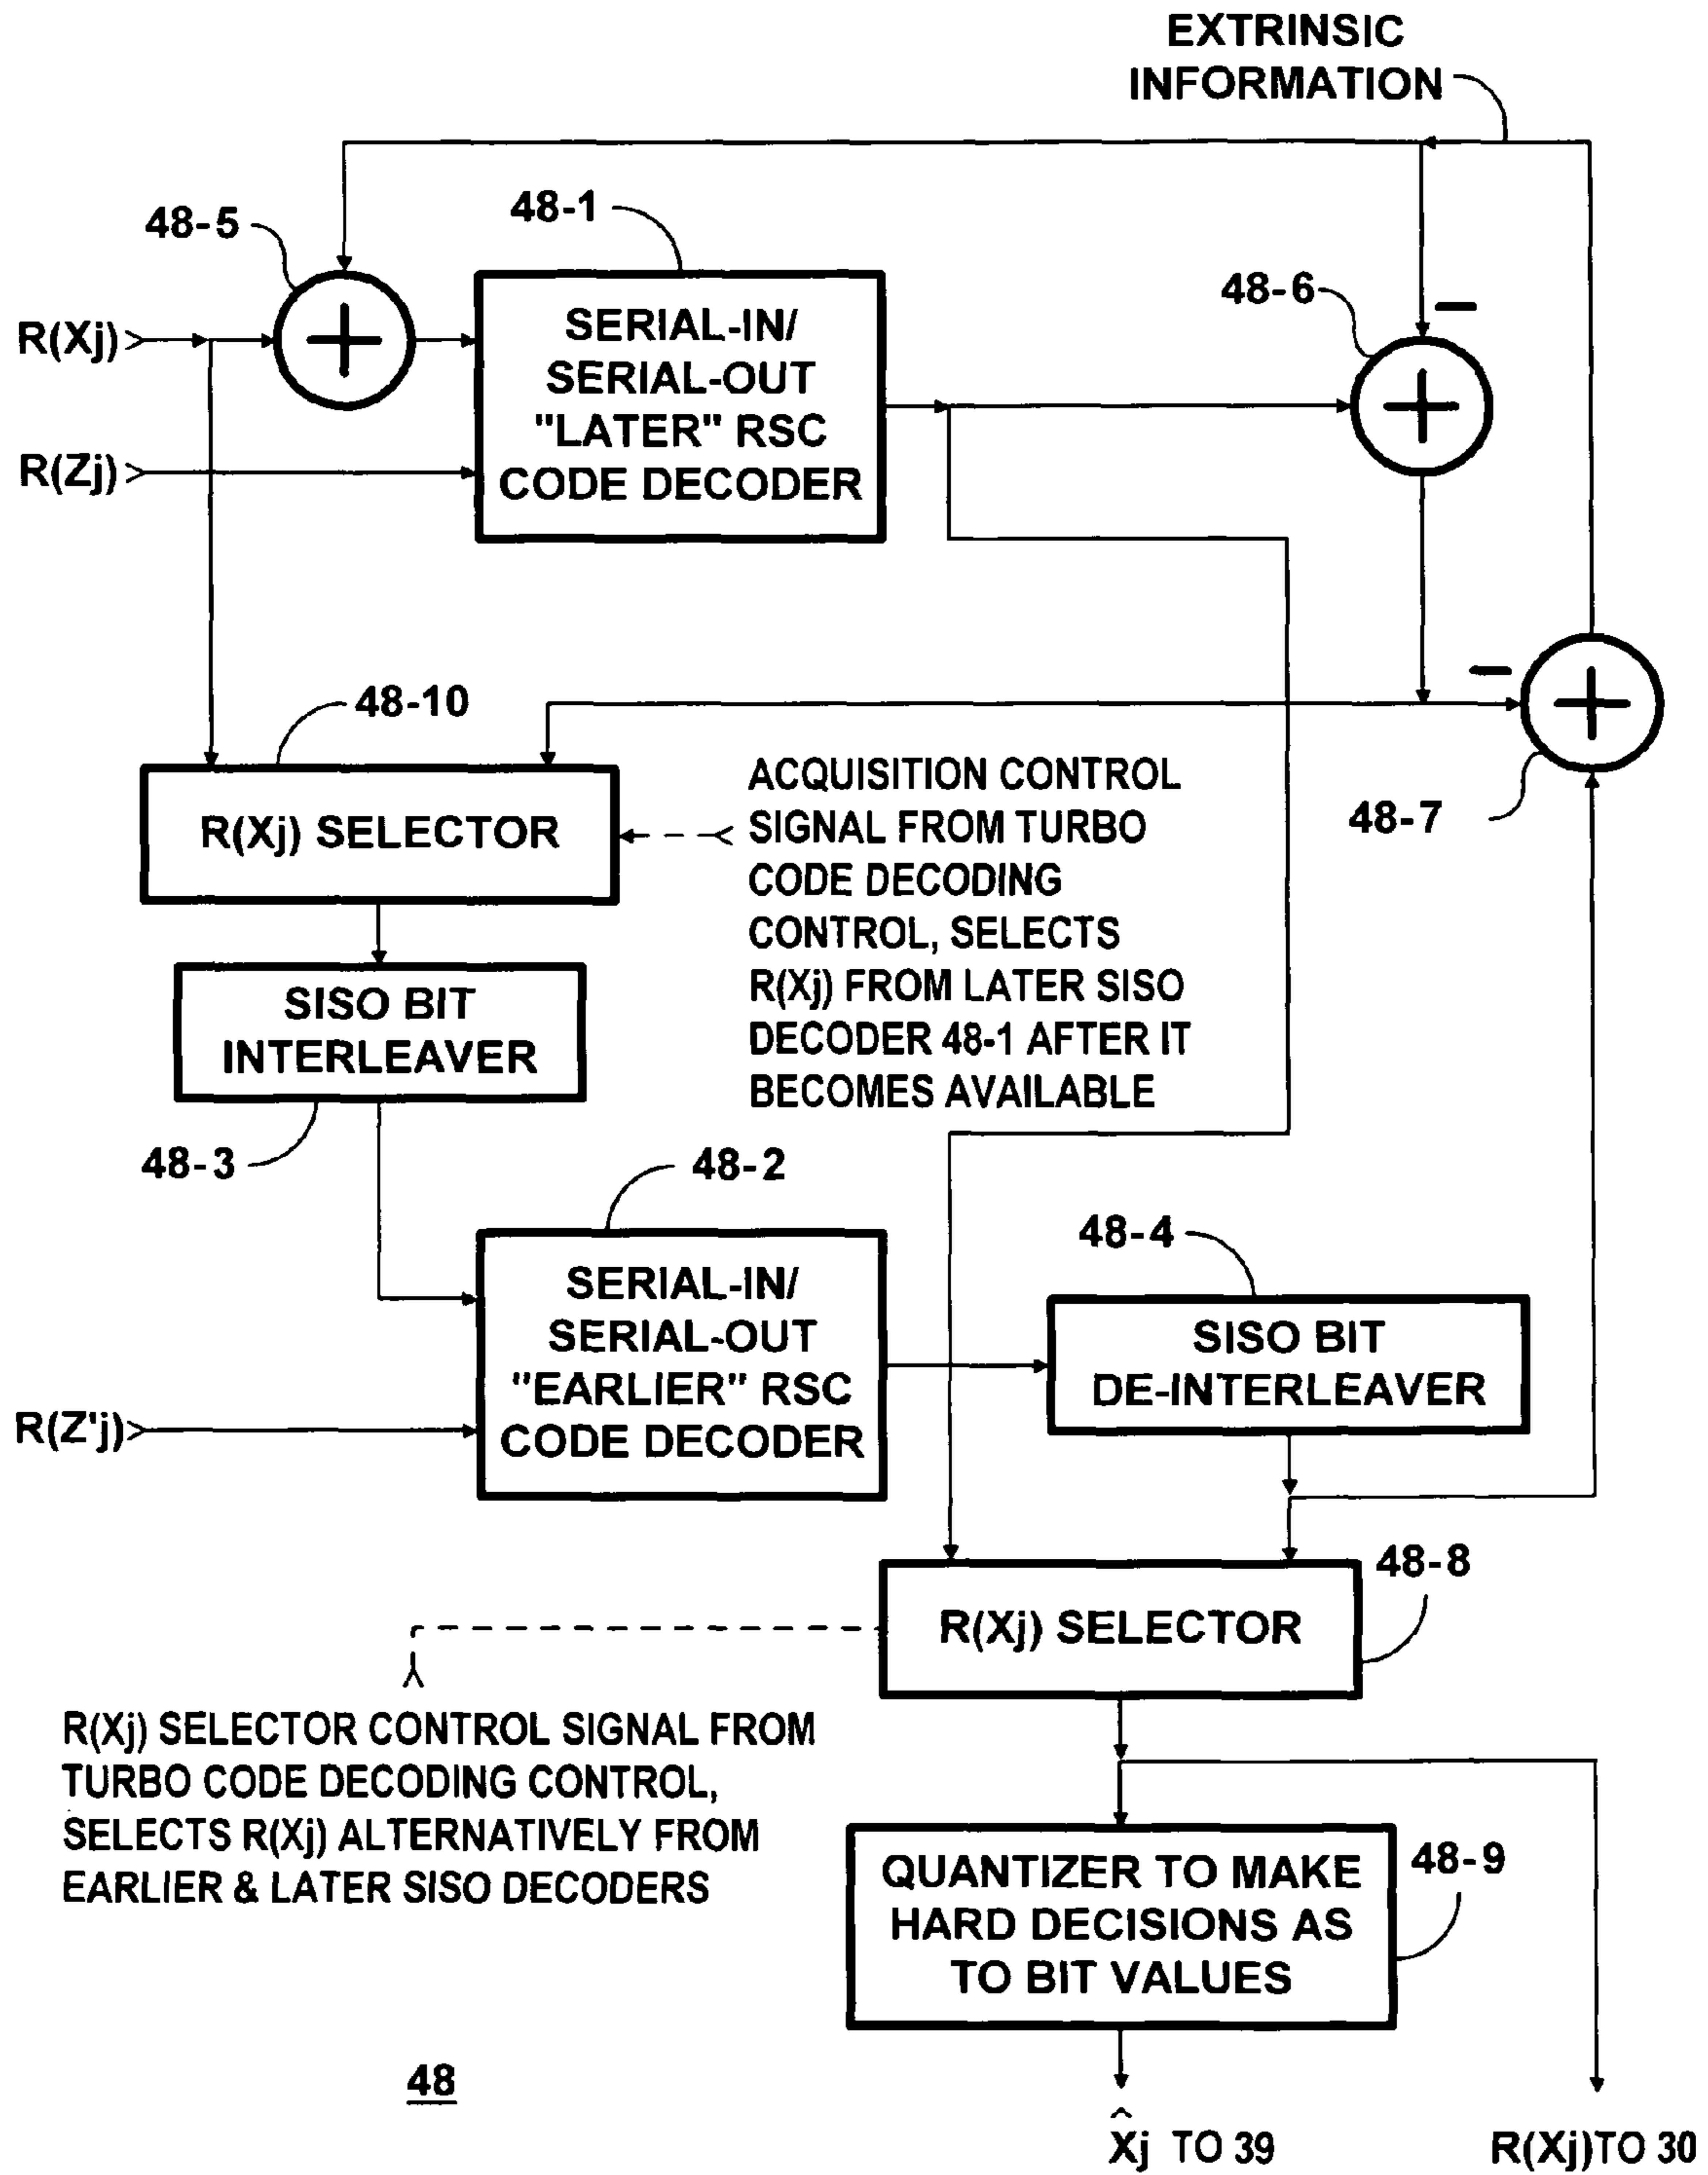 EXTRINSIC
INFORMATION
48-5
48-1
48-6
R(Xj)
+
SERIAL-IN/
SERIAL-OUT
"LATER" RSC
CODE DECODER
−
+
R(Zj)
48-10
−
+
48-7
R(Xj) SELECTOR
ACQUISITION CONTROL
SIGNAL FROM TURBO
CODE DECODING
CONTROL, SELECTS
R(Xj) FROM LATER SISO
DECODER 48-1 AFTER IT
BECOMES AVAILABLE
SISO BIT
INTERLEAVER
48-3
48-2
48-4
SERIAL-IN/
SERIAL-OUT
"EARLIER" RSC
CODE DECODER
SISO BIT
DE-INTERLEAVER
R(Z'j)
48-8
R(Xj) SELECTOR
R(Xj) SELECTOR CONTROL SIGNAL FROM
TURBO CODE DECODING CONTROL,
SELECTS R(Xj) ALTERNATIVELY FROM
EARLIER & LATER SISO DECODERS
QUANTIZER TO MAKE
HARD DECISIONS AS
TO BIT VALUES
48-9
48
X̂j TO 39
R(Xj)TO 30